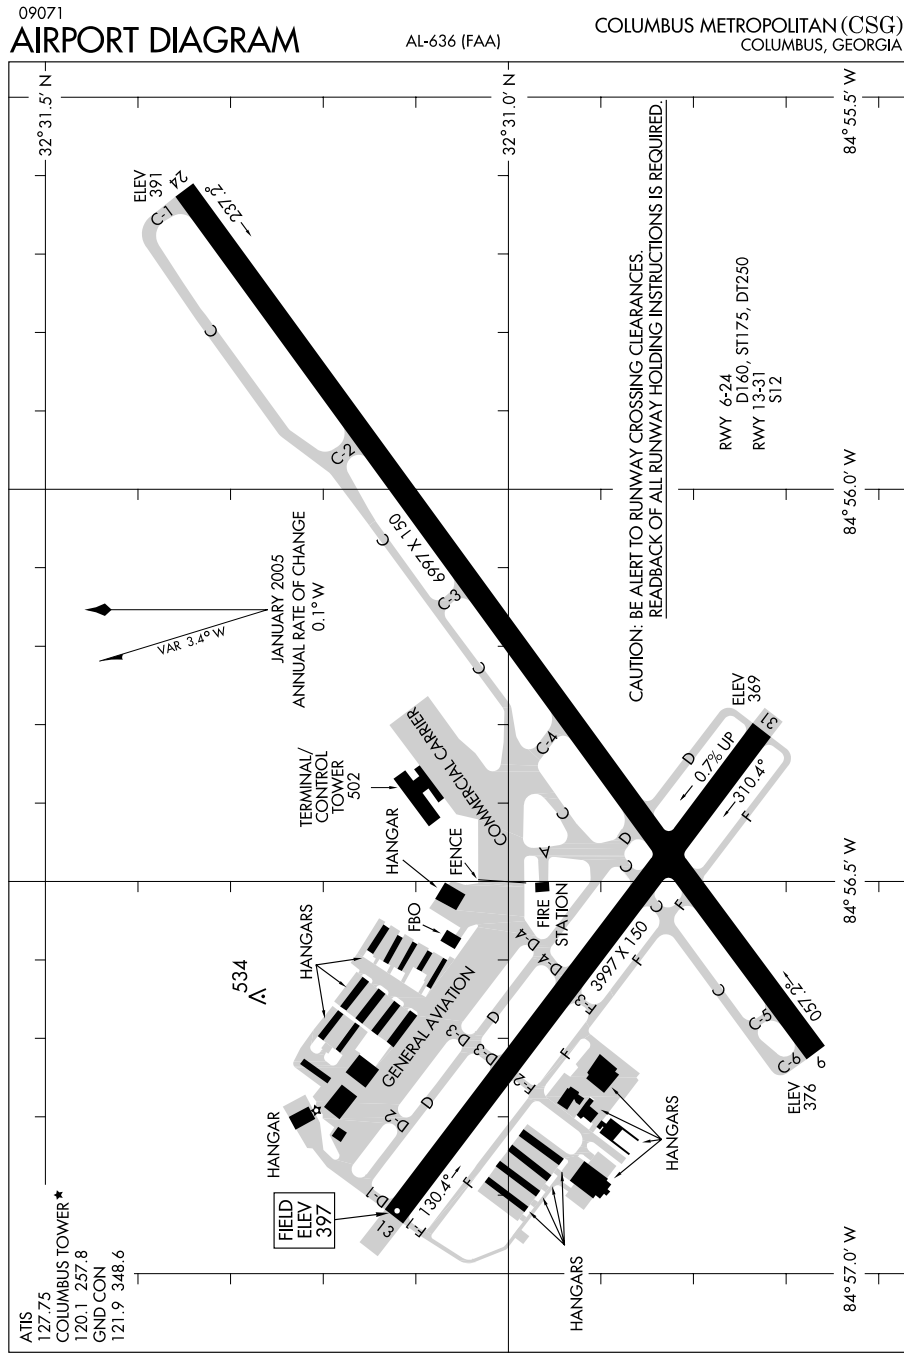 09071
AIRPORT DIAGRAM
AL-636 (FAA)
COLUMBUS METROPOLITAN (CSG)
COLUMBUS, GEORGIA
32°31.5' N
32°31.0' N
84°55.5' W
84°56.0' W
84°56.5' W
84°57.0' W
ELEV
391
24
C-1
←237.2°
C
C-2
C
6997 X 150
C-3
C
JANUARY 2005
ANNUAL RATE OF CHANGE
0.1° W
VAR 3.4° W
CAUTION: BE ALERT TO RUNWAY CROSSING CLEARANCES.
READBACK OF ALL RUNWAY HOLDING INSTRUCTIONS IS REQUIRED.
RWY 6-24
D160, ST175, DT250
RWY 13-31
S12
TERMINAL/
CONTROL
TOWER
502
COMMERCIAL CARRIER
C-4
C
D
C
A
ELEV
369
31
D
←0.7% UP
←310.4°
F
HANGAR
FENCE
FBO
FIRE
STATION
534
HANGARS
GENERAL AVIATION
D-4
D-4
D-3
D-3
D
3997 X 150
F
C
F
F-3
F
F-2
C
C-5
057.2°→
C-6
6
ELEV
376
D-2
D
HANGAR
D-1
13
F-1
130.4°→
F
FIELD
ELEV
397
HANGARS
HANGARS
ATIS
127.75
COLUMBUS TOWER★
120.1 257.8
GND CON
121.9 348.6